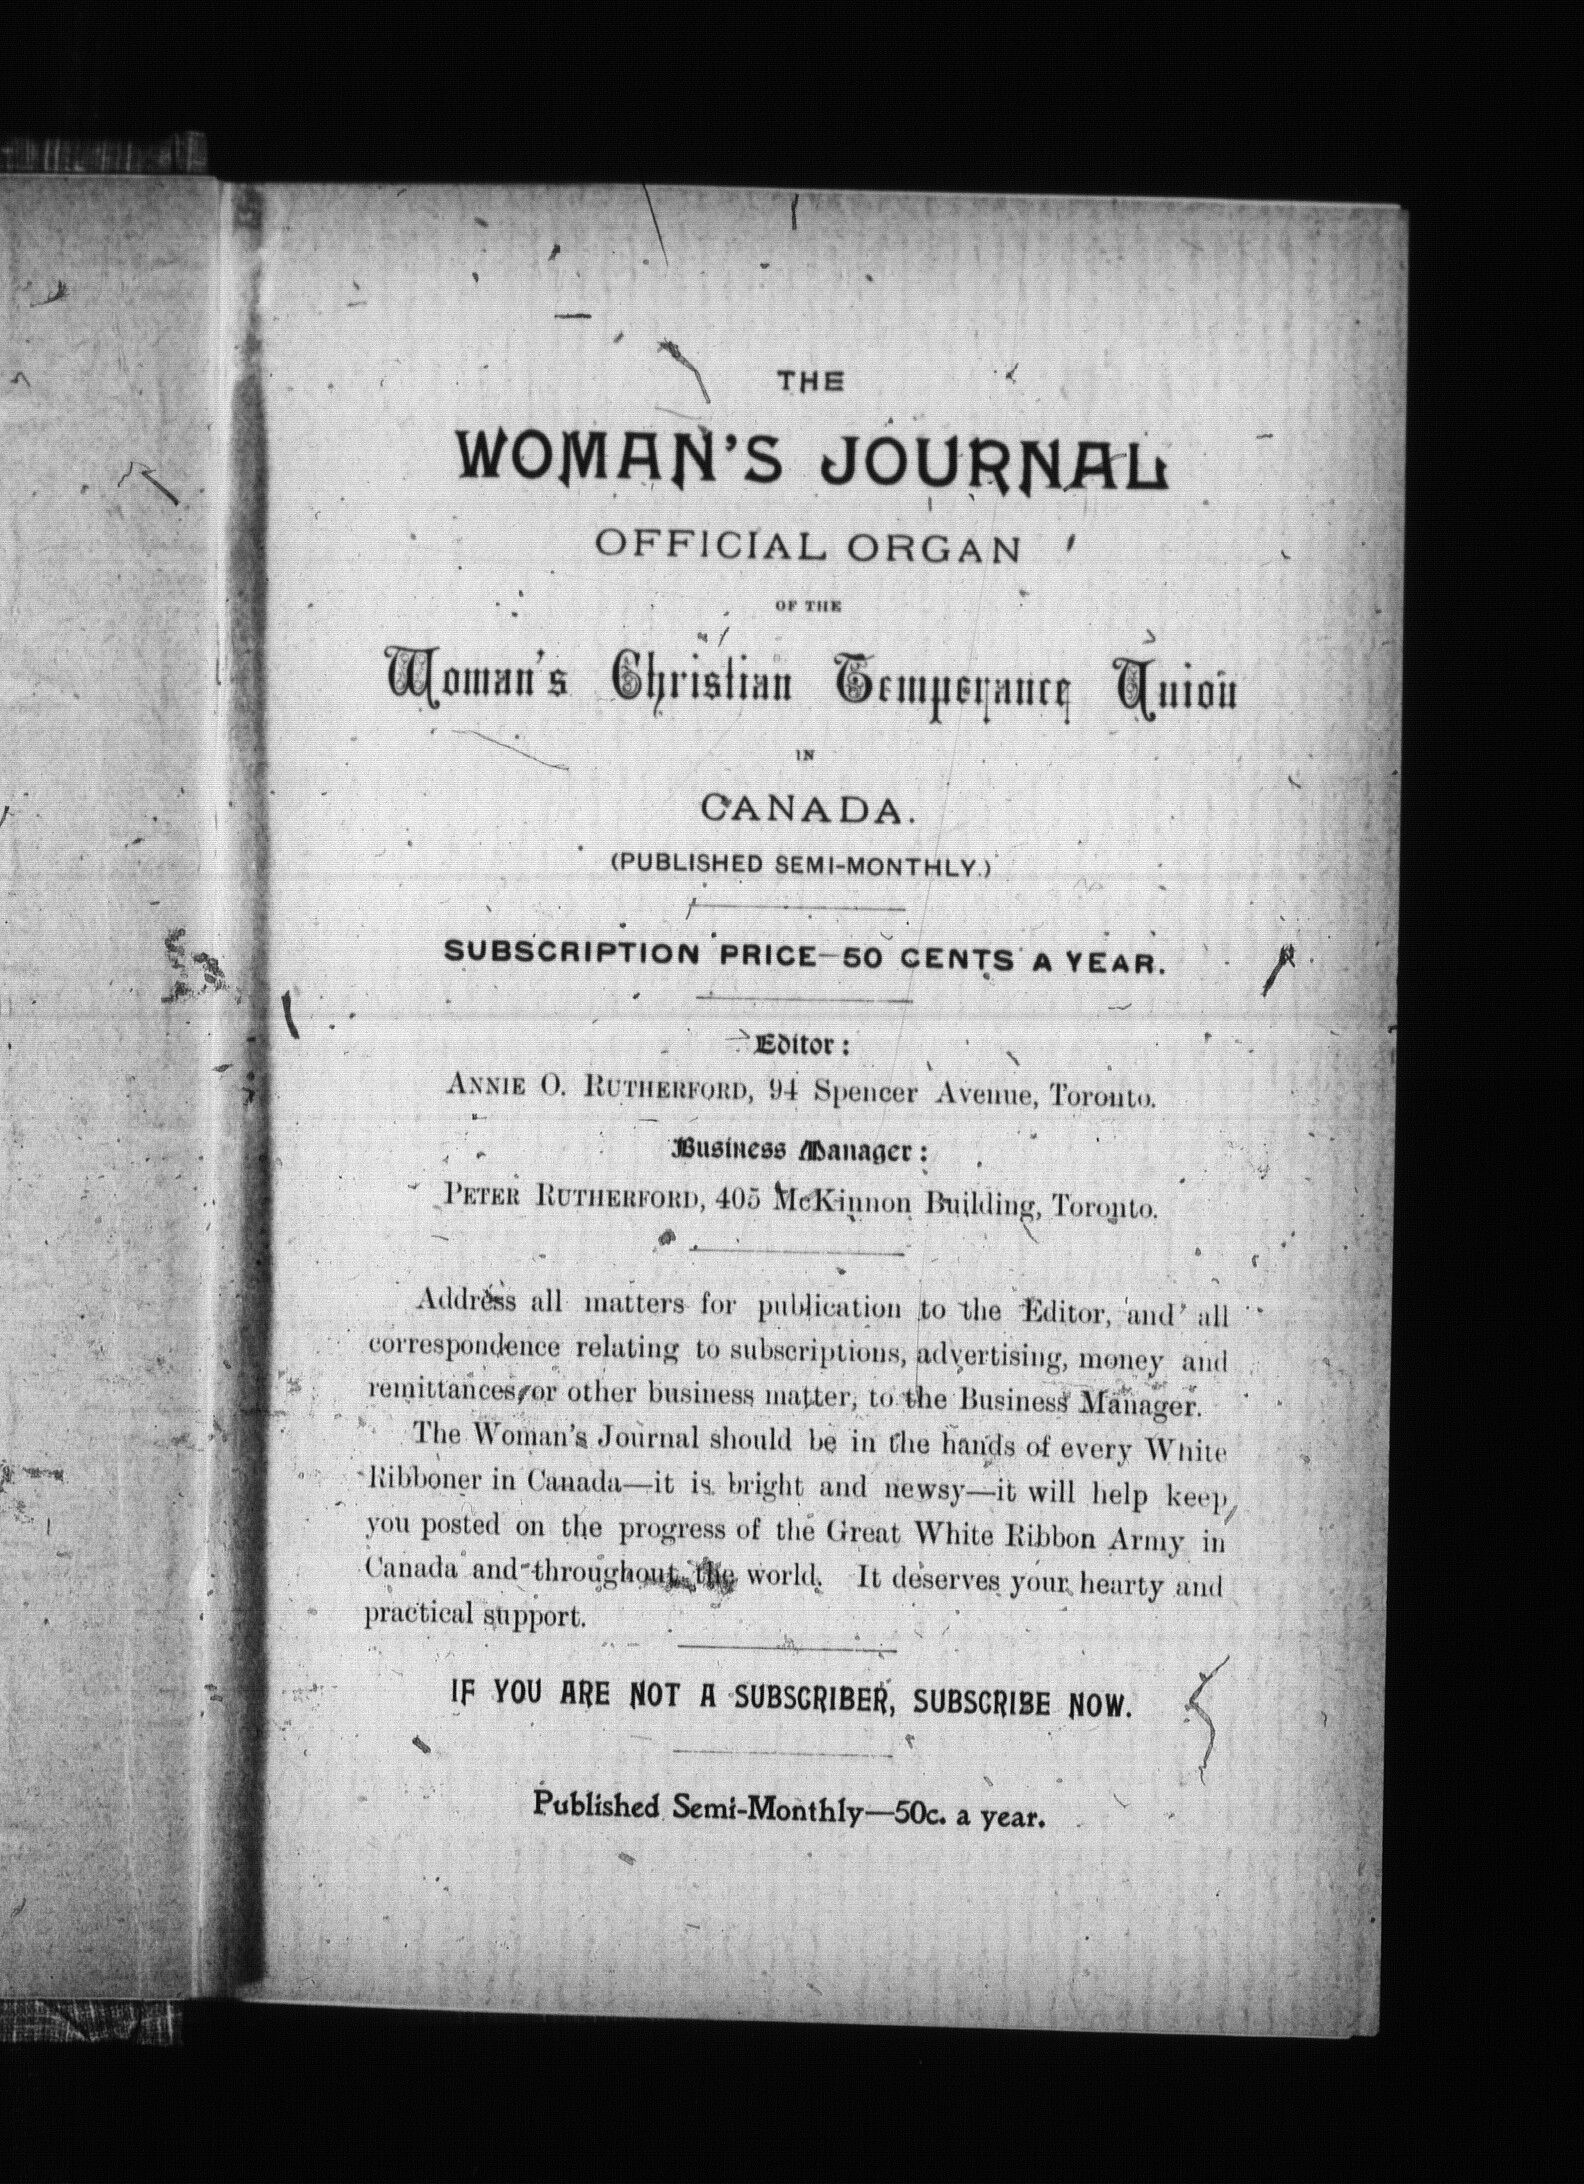 THE
WOMAN'S JOURNAL
OFFICIAL ORGAN
OF THE
Woman's Christian Temperance Union
IN
CANADA.
(PUBLISHED SEMI-MONTHLY.)
SUBSCRIPTION PRICE—50 CENTS A YEAR.
Editor:
ANNIE O. RUTHERFORD, 94 Spencer Avenue, Toronto.
Business Manager:
PETER RUTHERFORD, 405 McKinnon Building, Toronto.
Address all matters for publication to the Editor, and all
correspondence relating to subscriptions, advertising, money and
remittances, or other business matter, to the Business Manager.
The Woman's Journal should be in the hands of every White
Ribboner in Canada—it is bright and newsy—it will help keep
you posted on the progress of the Great White Ribbon Army in
Canada and throughout the world. It deserves your hearty and
practical support.
IF YOU ARE NOT A SUBSCRIBER, SUBSCRIBE NOW.
Published Semi-Monthly—50c. a year.